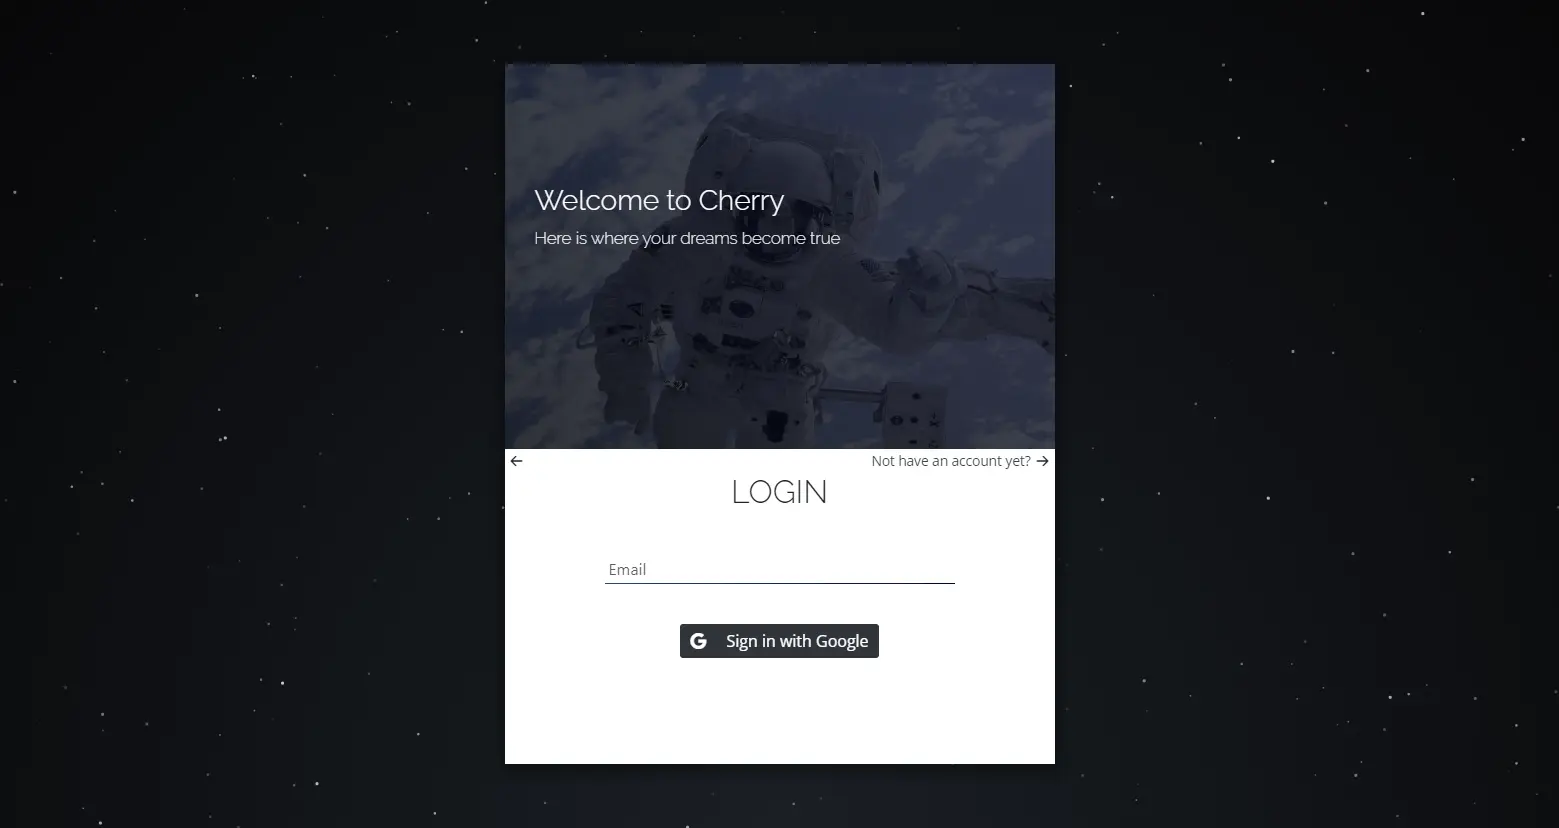 Welcome to Cherry
Here is where your dreams become true
Not have an account yet?
LOGIN
Email
Sign in with Google